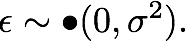 ϵ ∼ •(0, σ²).